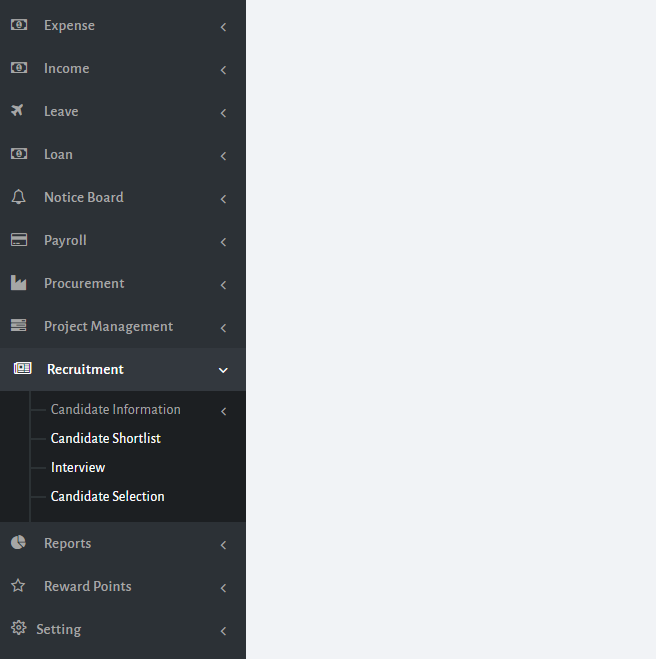 Expense
Income
Leave
Loan
Notice Board
Payroll
Procurement
Project Management
Recruitment
Candidate Information
Candidate Shortlist
Interview
Candidate Selection
Reports
Reward Points
Setting